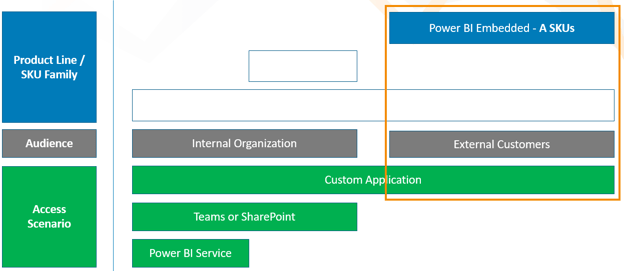 Product Line /
SKU Family
Power BI Embedded - A SKUs
Audience
Internal Organization
External Customers
Access
Scenario
Custom Application
Teams or SharePoint
Power BI Service